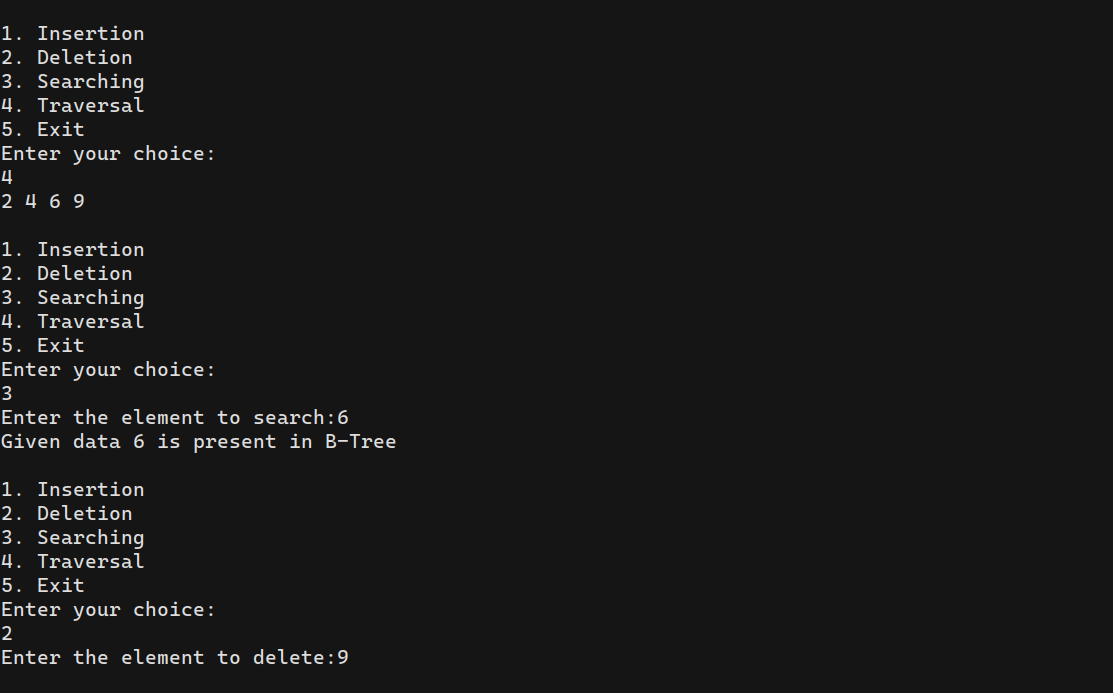 1. Insertion
2. Deletion
3. Searching
4. Traversal
5. Exit
Enter your choice:
4
2 4 6 9
1. Insertion
2. Deletion
3. Searching
4. Traversal
5. Exit
Enter your choice:
3
Enter the element to search:6
Given data 6 is present in B-Tree
1. Insertion
2. Deletion
3. Searching
4. Traversal
5. Exit
Enter your choice:
2
Enter the element to delete:9